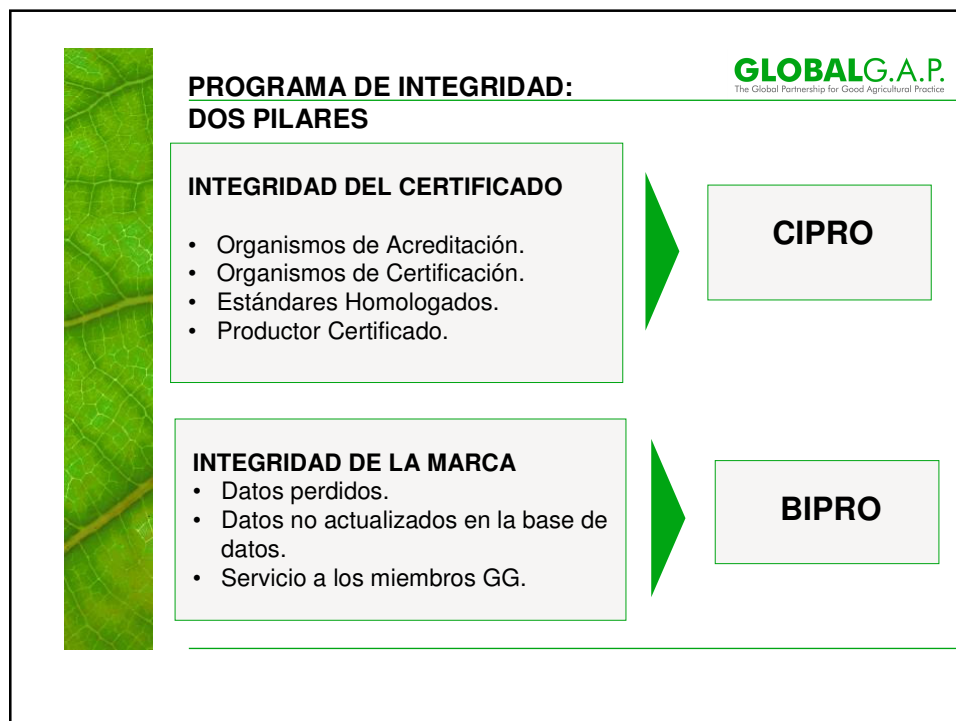 PROGRAMA DE INTEGRIDAD:
DOS PILARES
GLOBALG.A.P.
The Global Partnership for Good Agricultural Practice
INTEGRIDAD DEL CERTIFICADO
• Organismos de Acreditación.
• Organismos de Certificación.
• Estándares Homologados.
• Productor Certificado.
CIPRO
INTEGRIDAD DE LA MARCA
• Datos perdidos.
• Datos no actualizados en la base de
datos.
• Servicio a los miembros GG.
BIPRO